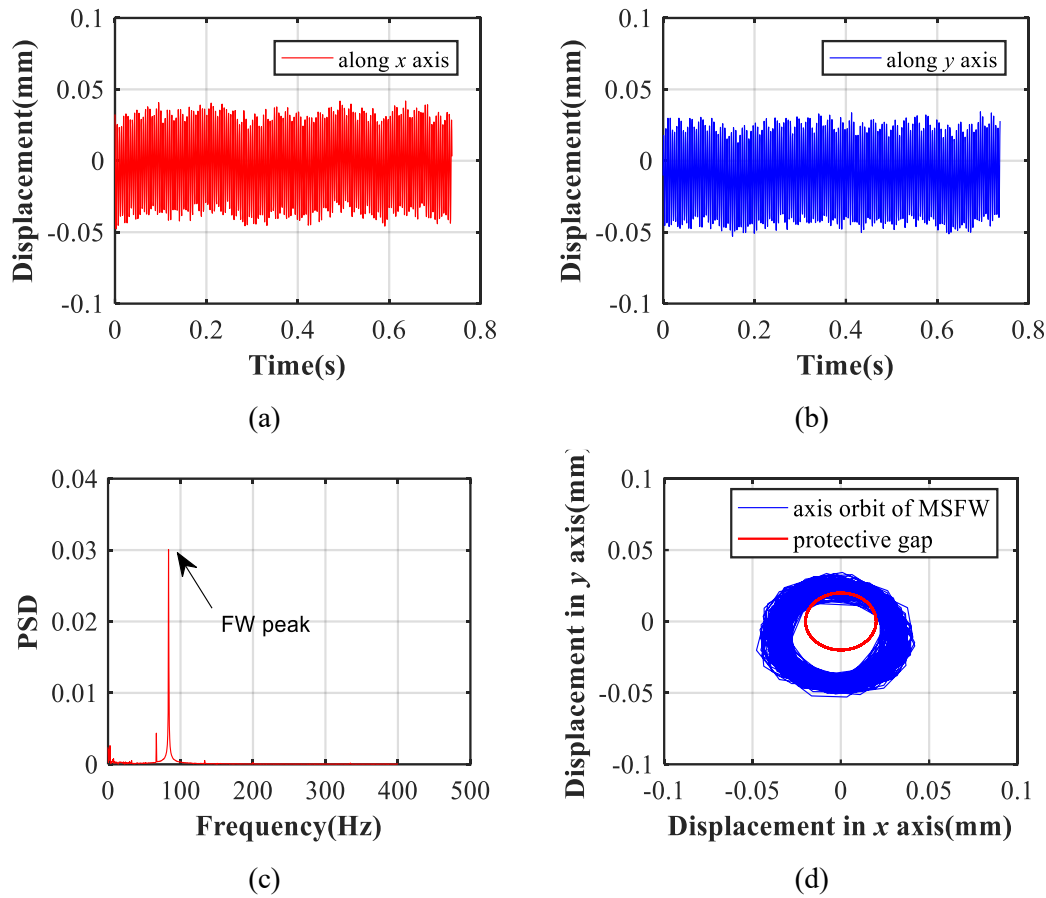 0.1
0.05
0
-0.05
-0.1
Displacement(mm)
along x axis
0
0.2
0.4
0.6
0.8
Time(s)
(a)
0.1
0.05
0
-0.05
-0.1
Displacement(mm)
along y axis
0
0.2
0.4
0.6
0.8
Time(s)
(b)
0.04
0.03
0.02
0.01
0
PSD
FW peak
0
100
200
300
400
500
Frequency(Hz)
(c)
0.1
0.05
0
-0.05
-0.1
Displacement in y axis(mm)
axis orbit of MSFW
protective gap
-0.1
-0.05
0
0.05
0.1
Displacement in x axis(mm)
(d)